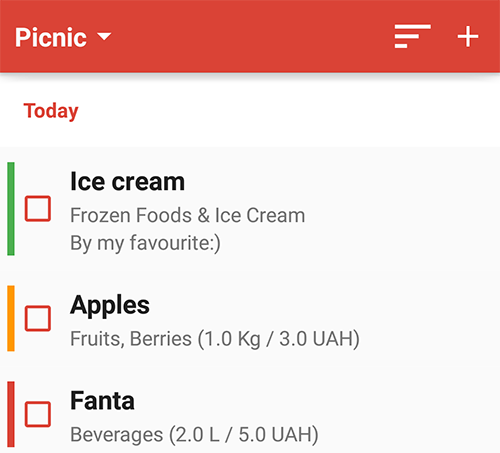 Picnic
Today
Ice cream
Frozen Foods & Ice Cream
By my favourite:)
Apples
Fruits, Berries (1.0 Kg / 3.0 UAH)
Fanta
Beverages (2.0 L / 5.0 UAH)